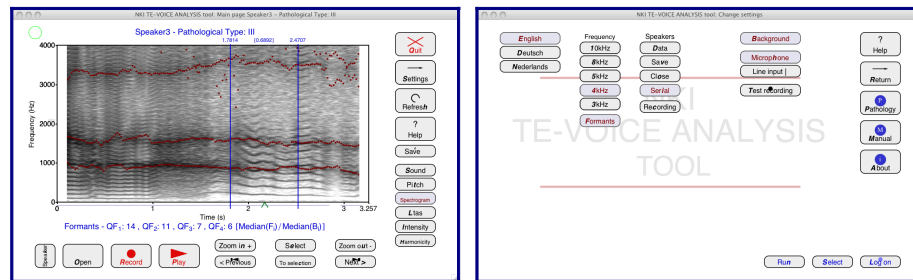 NKI TE-VOICE ANALYSIS tool: Main page Speaker3 - Pathological Type: III
Speaker3 - Pathological Type: III
1.7814 [0.6892] 2.4707
4000
3000
2000
1000
0
Frequency (Hz)
0 1 2 3 3.257
Time (s)
Formants - QF1: 14 , QF2: 11 , QF3: 7 , QF4: 6 [Median(Fi) / Median(Bi)]
Quit
Settings
Refresh
?
Help
Save
Sound
Pitch
Spectrogram
Ltas
Intensity
Harmonicity
Speaker
Open
Record
Play
Zoom in +
Select
Zoom out -
< Previous
To selection
Next >
NKI TE-VOICE ANALYSIS tool: Change settings
English
Deutsch
Nederlands
Frequency
10kHz
8kHz
5kHz
4kHz
3kHz
Formants
Speakers
Data
Save
Close
Serial
Recording
Background
Microphone
Line input
Test recording
NKI
TE-VOICE ANALYSIS
TOOL
?
Help
Return
P
Pathology
M
Manual
i
About
Run
Select
Log on